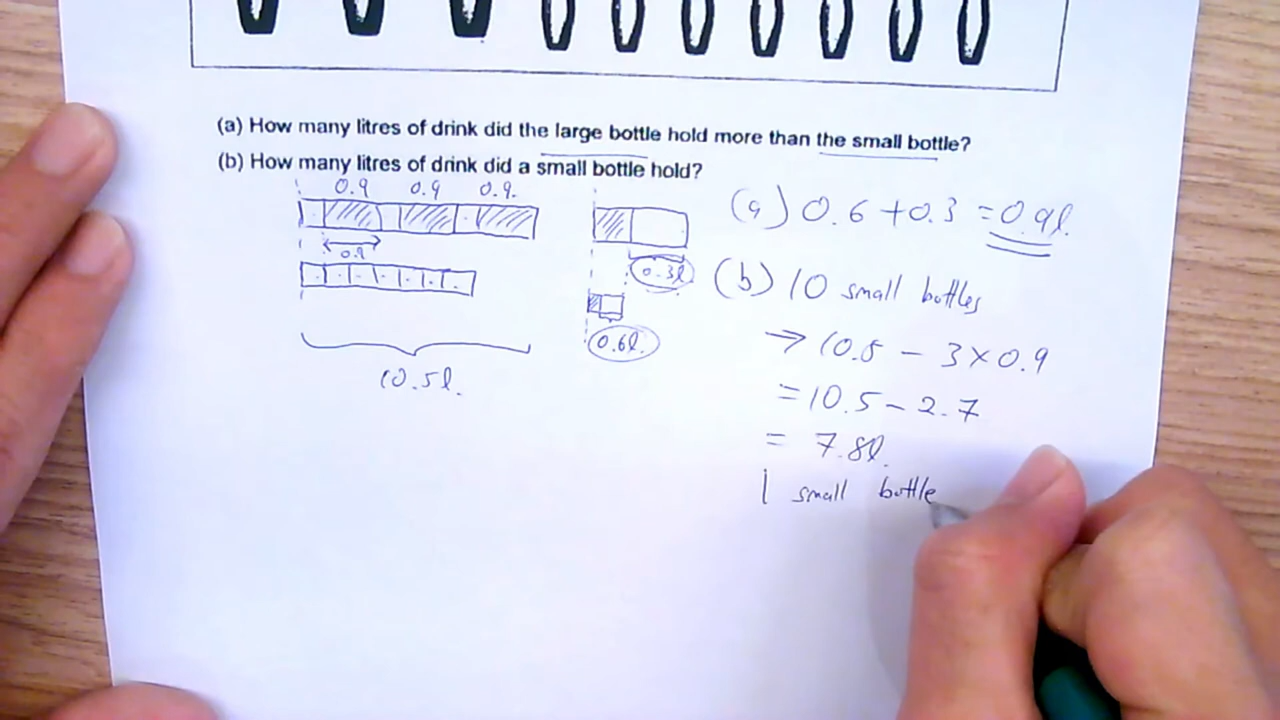 (a) How many litres of drink did the large bottle hold more than the small bottle?
(b) How many litres of drink did a small bottle hold?
0.9 0.9 0.9.
0.9
10.5l.
0.3l
0.6l.
(a) 0.6 + 0.3 = 0.9l.
(b) 10 small bottles
→ 10.5 - 3 × 0.9
= 10.5 - 2.7
= 7.8l.
1 small bottle